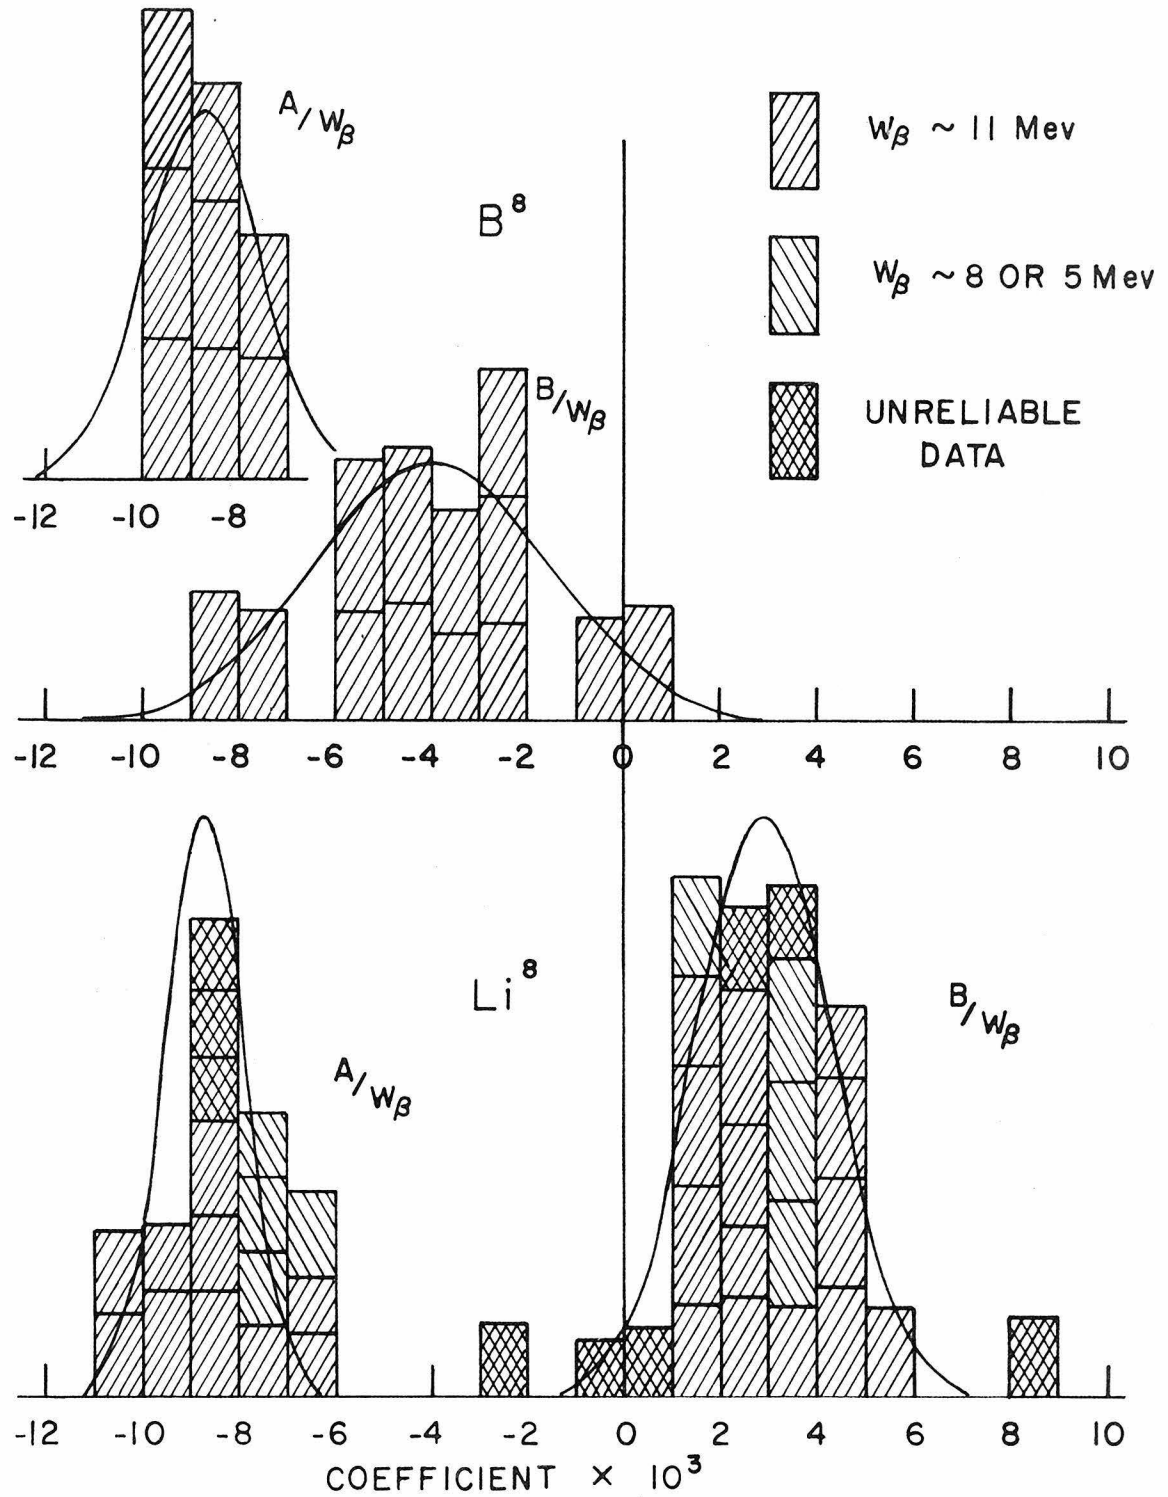 A/Wβ
B⁸
Wβ ~ 11 Mev
Wβ ~ 8 OR 5 Mev
UNRELIABLE
DATA
B/Wβ
-12 -10 -8
-12 -10 -8 -6 -4 -2 0 2 4 6 8 10
Li⁸
A/Wβ
B/Wβ
-12 -10 -8 -6 -4 -2 0 2 4 6 8 10
COEFFICIENT × 10³